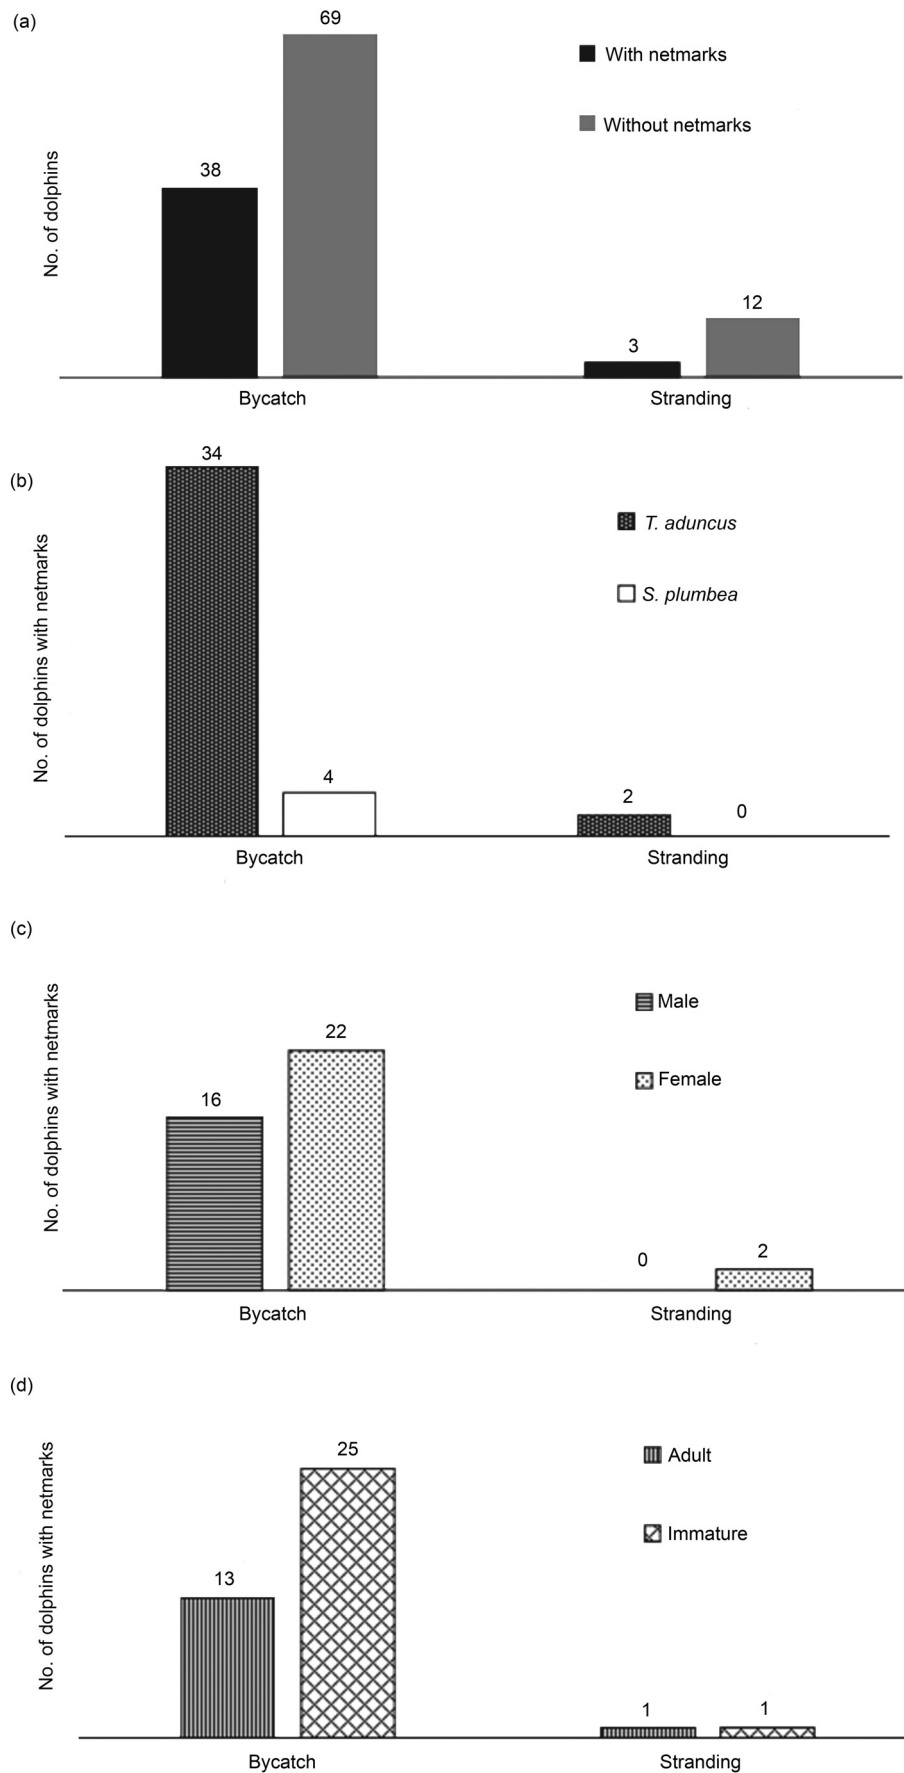 (a)
No. of dolphins
38
69
3
12
With netmarks
Without netmarks
Bycatch
Stranding
(b)
No. of dolphins with netmarks
34
4
2
0
T. aduncus
S. plumbea
Bycatch
Stranding
(c)
No. of dolphins with netmarks
16
22
0
2
Male
Female
Bycatch
Stranding
(d)
No. of dolphins with netmarks
13
25
1
1
Adult
Immature
Bycatch
Stranding